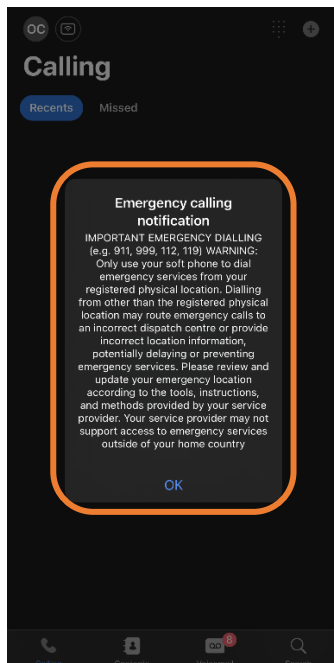 OC
Calling
Recents Missed
Emergency calling
notification
IMPORTANT EMERGENCY DIALLING
(e.g. 911, 999, 112, 119) WARNING:
Only use your soft phone to dial
emergency services from your
registered physical location. Dialling
from other than the registered physical
location may route emergency calls to
an incorrect dispatch centre or provide
incorrect location information,
potentially delaying or preventing
emergency services. Please review and
update your emergency location
according to the tools, instructions,
and methods provided by your service
provider. Your service provider may not
support access to emergency services
outside of your home country
OK
8